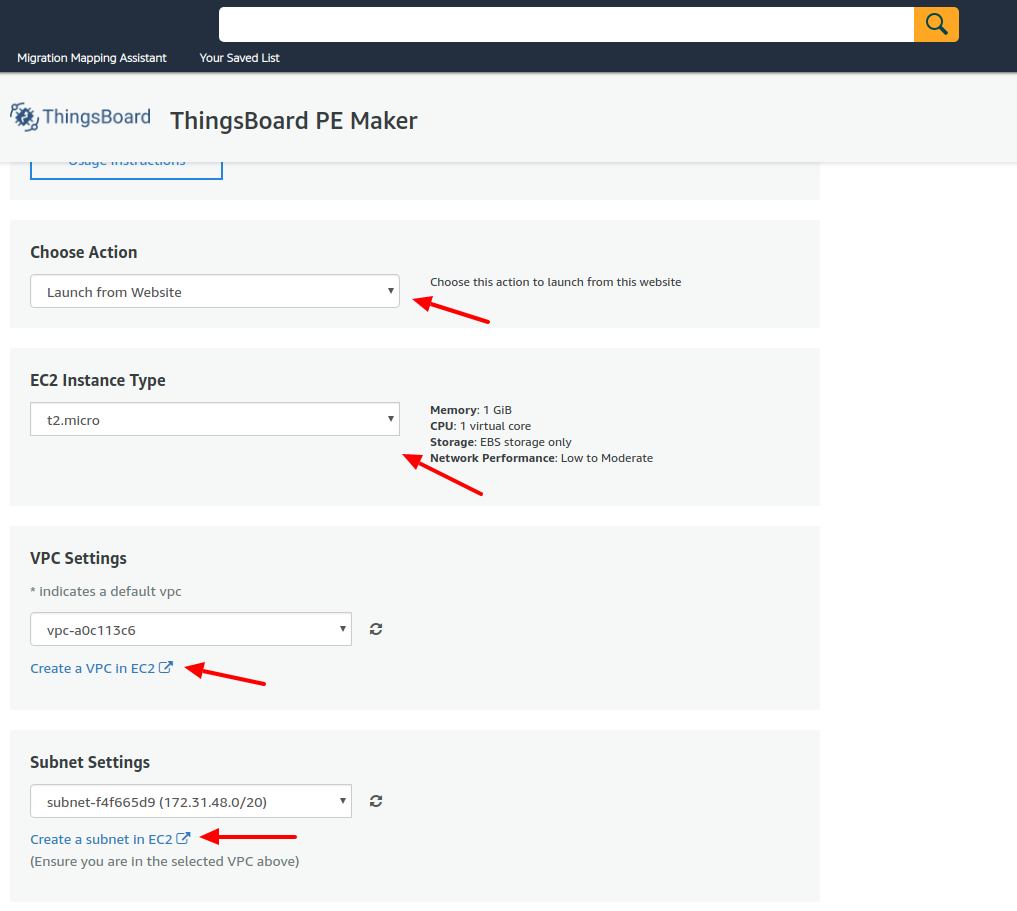 Migration Mapping Assistant
Your Saved List
ThingsBoard
ThingsBoard PE Maker
Usage Instructions
Choose Action
Launch from Website
Choose this action to launch from this website
EC2 Instance Type
t2.micro
Memory: 1 GiB
CPU: 1 virtual core
Storage: EBS storage only
Network Performance: Low to Moderate
VPC Settings
* indicates a default vpc
vpc-a0c113c6
Create a VPC in EC2
Subnet Settings
subnet-f4f665d9 (172.31.48.0/20)
Create a subnet in EC2
(Ensure you are in the selected VPC above)